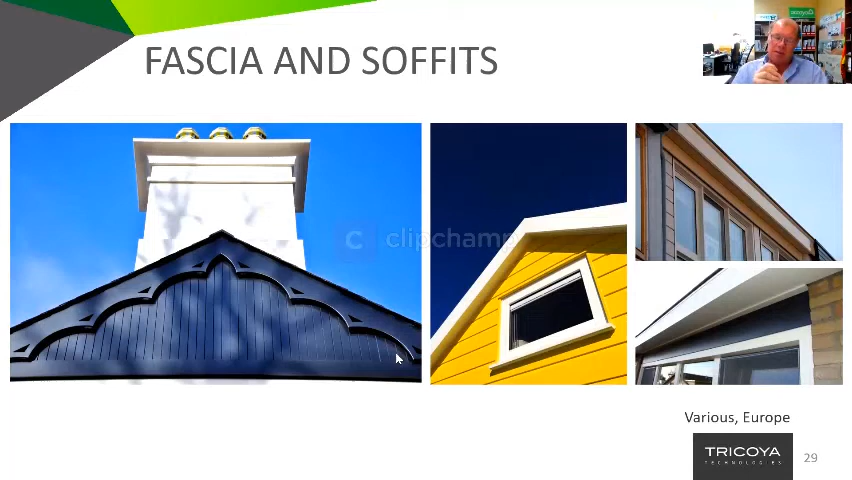 FASCIA AND SOFFITS
clipchamp
Various, Europe
TRICOYA
TECHNOLOGIES
29